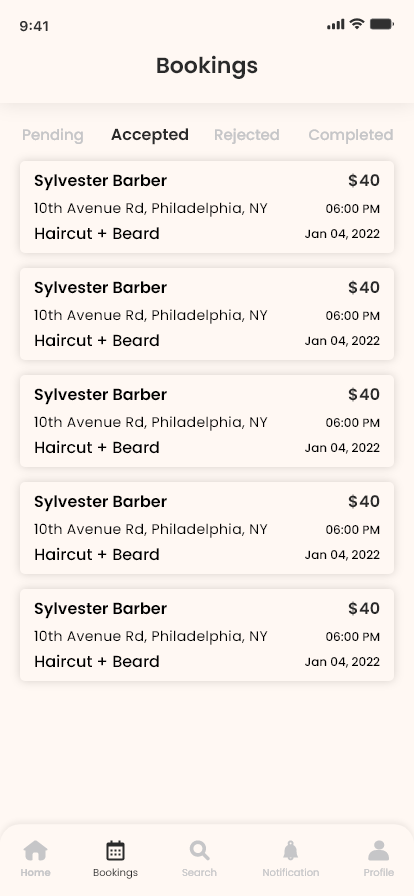 9:41
Bookings
Pending Accepted Rejected Completed
Sylvester Barber $40
10th Avenue Rd, Philadelphia, NY 06:00 PM
Haircut + Beard Jan 04, 2022
Sylvester Barber $40
10th Avenue Rd, Philadelphia, NY 06:00 PM
Haircut + Beard Jan 04, 2022
Sylvester Barber $40
10th Avenue Rd, Philadelphia, NY 06:00 PM
Haircut + Beard Jan 04, 2022
Sylvester Barber $40
10th Avenue Rd, Philadelphia, NY 06:00 PM
Haircut + Beard Jan 04, 2022
Sylvester Barber $40
10th Avenue Rd, Philadelphia, NY 06:00 PM
Haircut + Beard Jan 04, 2022
Home Bookings Search Notification Profile